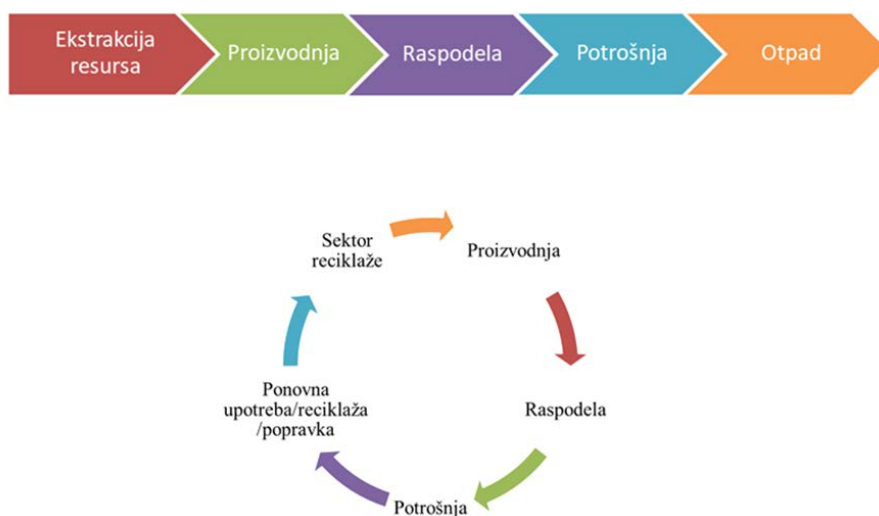 Ekstrakcija
resursa
Proizvodnja
Raspodela
Potrošnja
Otpad
Sektor
reciklaže
Proizvodnja
Ponovna
upotreba/reciklaža
/popravka
Raspodela
Potrošnja